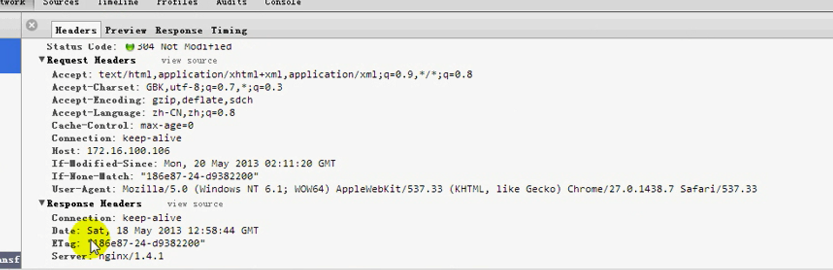 Sources
Profiles
Audits
Console
Headers Preview Response Timing
Status Code: 304 Not Modified
Request Headers view source
Accept: text/html,application/xhtml+xml,application/xml;q=0.9,*/*;q=0.8
Accept-Charset: GBK,utf-8;q=0.7,*;q=0.3
Accept-Encoding: gzip,deflate,sdch
Accept-Language: zh-CN,zh;q=0.8
Cache-Control: max-age=0
Connection: keep-alive
Host: 172.16.100.106
If-Modified-Since: Mon, 20 May 2013 02:11:20 GMT
If-None-Match: "186e87-24-d9382200"
User-Agent: Mozilla/5.0 (Windows NT 6.1; WOW64) AppleWebKit/537.33 (KHTML, like Gecko) Chrome/27.0.1438.7 Safari/537.33
Response Headers view source
Connection: keep-alive
Date: Sat, 18 May 2013 12:58:44 GMT
ETag: "186e87-24-d9382200"
Server: nginx/1.4.1